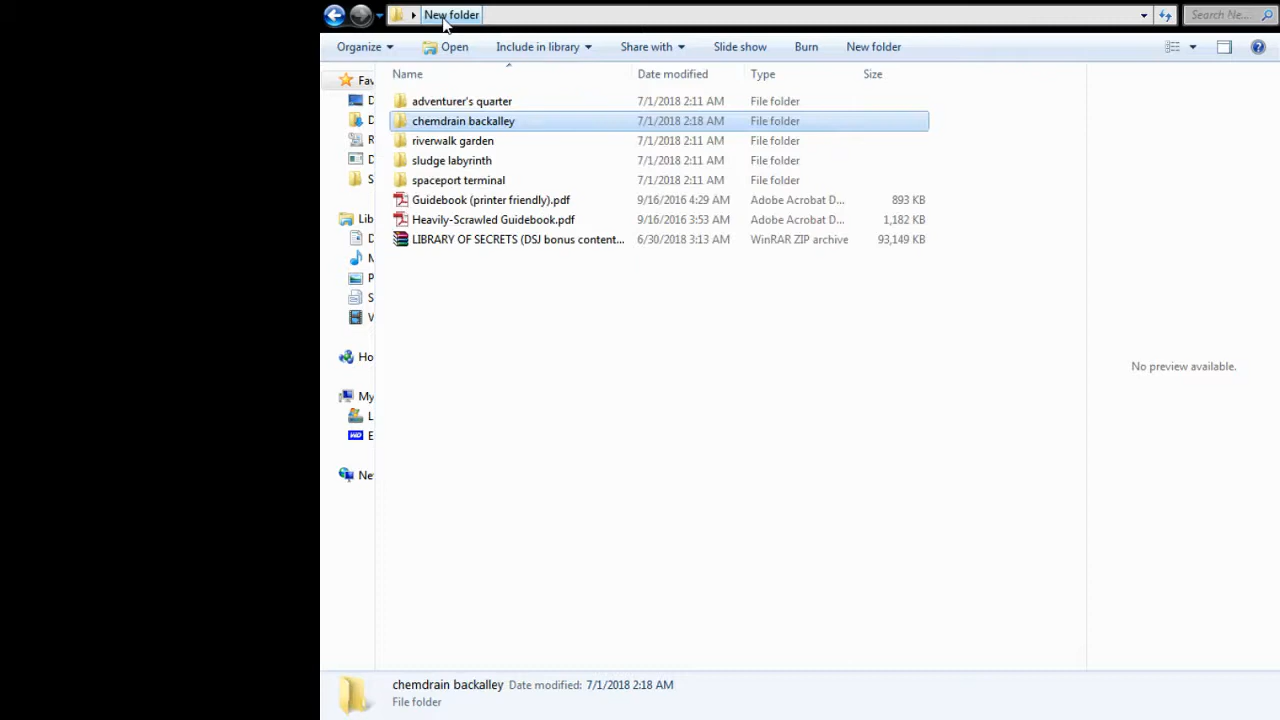 New folder
Search Ne...
Organize Open Include in library Share with Slide show Burn New folder
Name Date modified Type Size
Fav
D
D
R
D
S
Lib
D
M
P
S
V
Ho
My
L
E
Ne
adventurer's quarter 7/1/2018 2:11 AM File folder
chemdrain backalley 7/1/2018 2:18 AM File folder
riverwalk garden 7/1/2018 2:11 AM File folder
sludge labyrinth 7/1/2018 2:11 AM File folder
spaceport terminal 7/1/2018 2:11 AM File folder
Guidebook (printer friendly).pdf 9/16/2016 4:29 AM Adobe Acrobat D... 893 KB
Heavily-Scrawled Guidebook.pdf 9/16/2016 3:53 AM Adobe Acrobat D... 1,182 KB
LIBRARY OF SECRETS (DSJ bonus content... 6/30/2018 3:13 AM WinRAR ZIP archive 93,149 KB
No preview available.
chemdrain backalley Date modified: 7/1/2018 2:18 AM
File folder